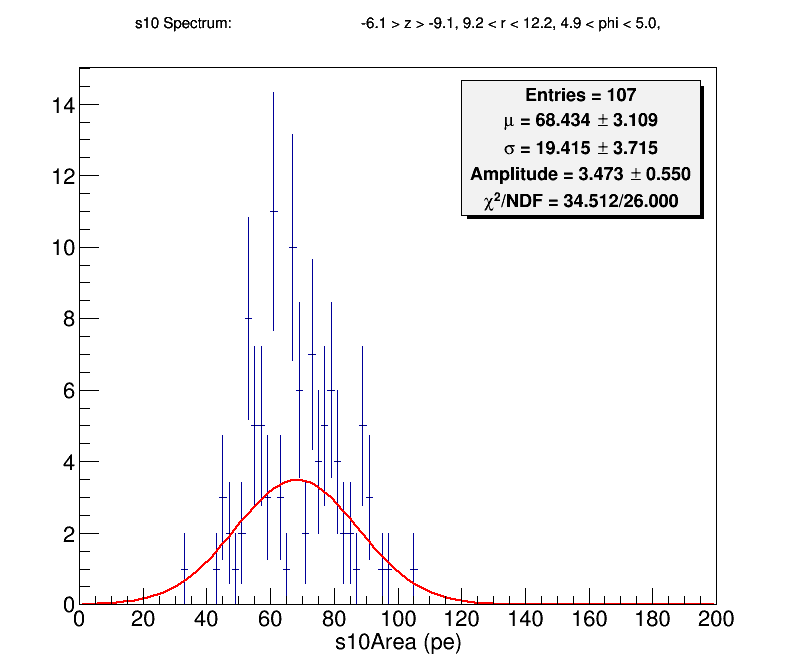 s10 Spectrum: -6.1 > z > -9.1, 9.2 < r < 12.2, 4.9 < phi < 5.0,
Entries = 107
μ = 68.434 ± 3.109
σ = 19.415 ± 3.715
Amplitude = 3.473 ± 0.550
χ²/NDF = 34.512/26.000
14
12
10
8
6
4
2
0
0 20 40 60 80 100 120 140 160 180 200
s10Area (pe)